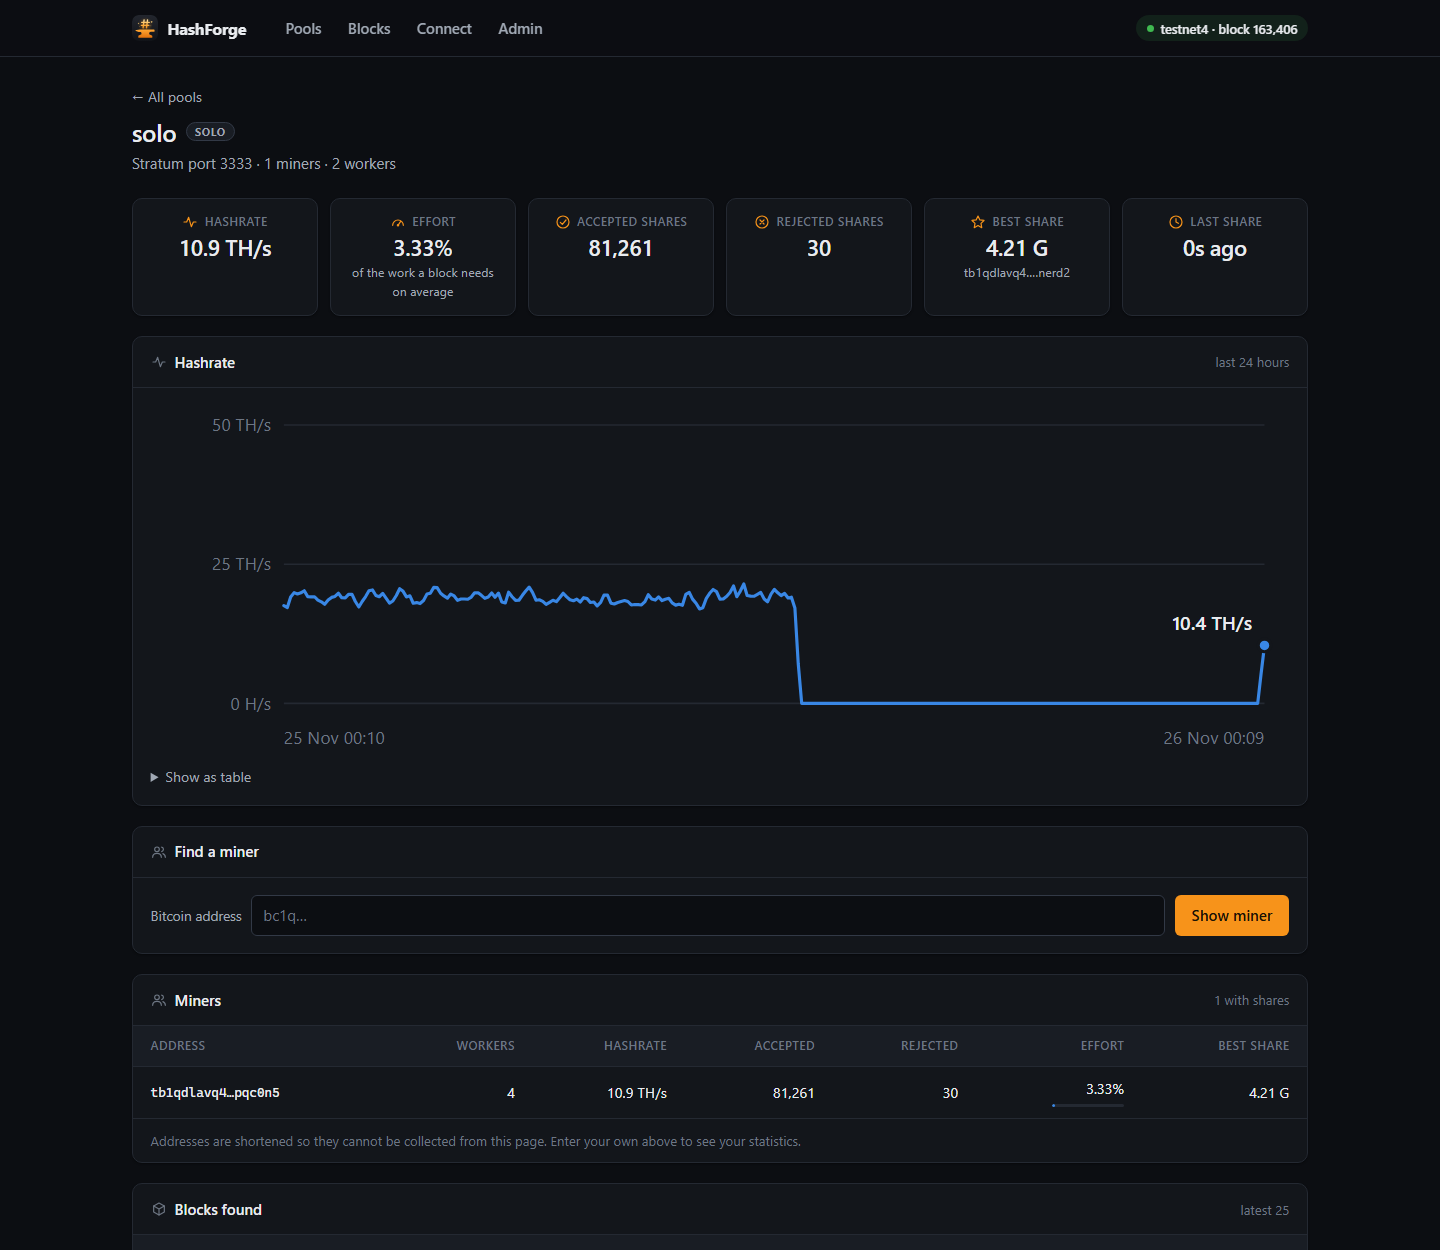 HashForge Pools Blocks Connect Admin testnet4 · block 163,406
← All pools
solo SOLO
Stratum port 3333 · 1 miners · 2 workers
HASHRATE
10.9 TH/s
EFFORT
3.33%
of the work a block needs
on average
ACCEPTED SHARES
81,261
REJECTED SHARES
30
BEST SHARE
4.21 G
tb1qdlavq4....nerd2
LAST SHARE
0s ago
Hashrate last 24 hours
50 TH/s
25 TH/s
10.4 TH/s
0 H/s
25 Nov 00:10 26 Nov 00:09
Show as table
Find a miner
Bitcoin address bc1q... Show miner
Miners 1 with shares
ADDRESS WORKERS HASHRATE ACCEPTED REJECTED EFFORT BEST SHARE
tb1qdlavq4…pqc0n5 4 10.9 TH/s 81,261 30 3.33% 4.21 G
Addresses are shortened so they cannot be collected from this page. Enter your own above to see your statistics.
Blocks found latest 25